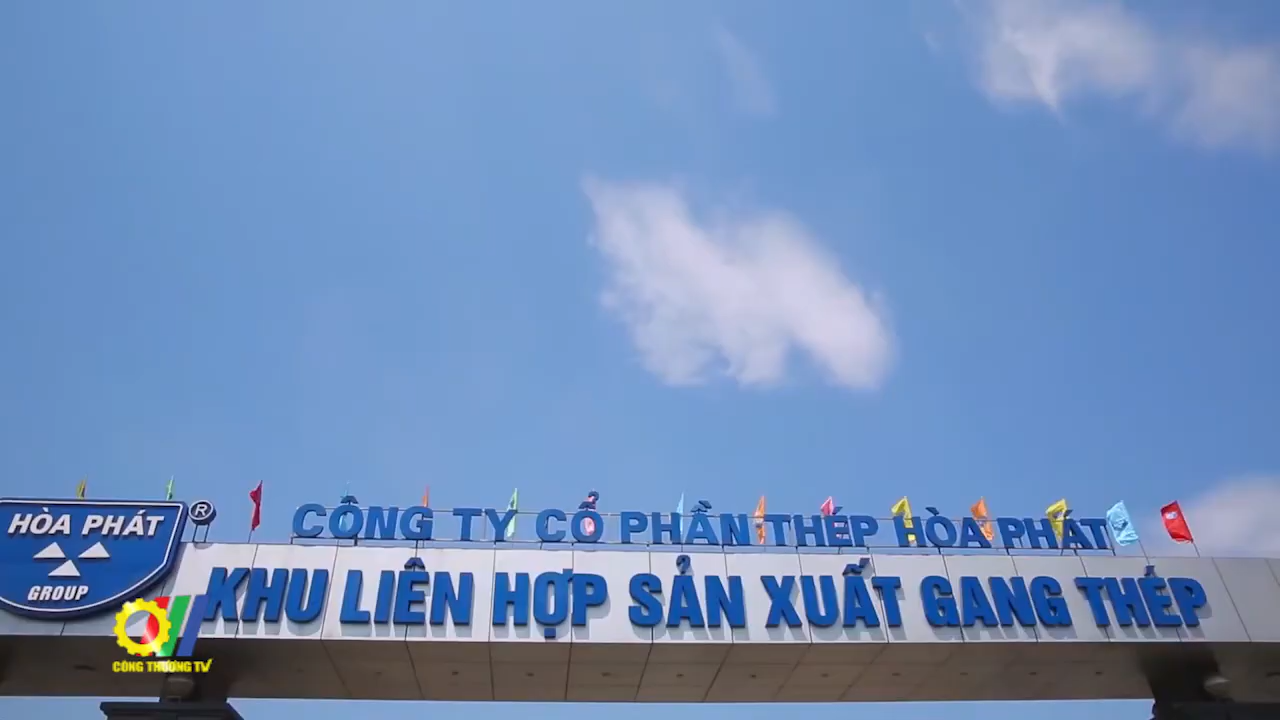 HÒA PHÁT
GROUP
®
CÔNG TY CỔ PHẦN THÉP HÒA PHÁT
KHU LIÊN HỢP SẢN XUẤT GANG THÉP
CÔNG THƯƠNG TV